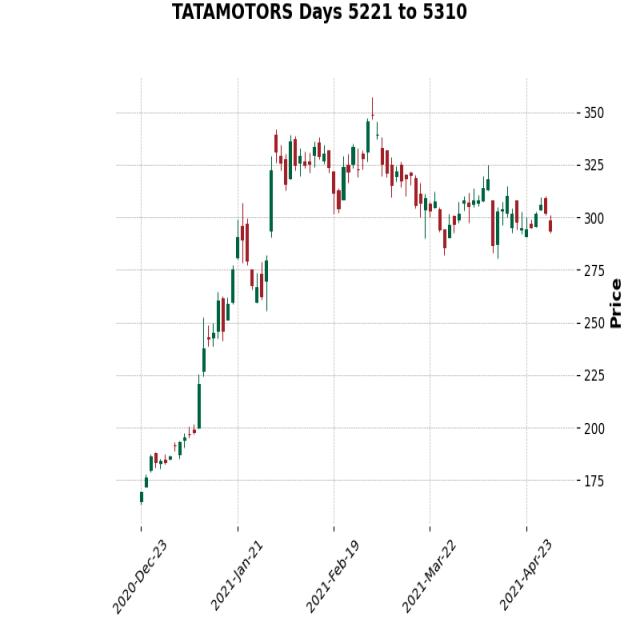 TATAMOTORS Days 5221 to 5310
350
325
300
275
250
225
200
175
Price
2020-Dec-23
2021-Jan-21
2021-Feb-19
2021-Mar-22
2021-Apr-23